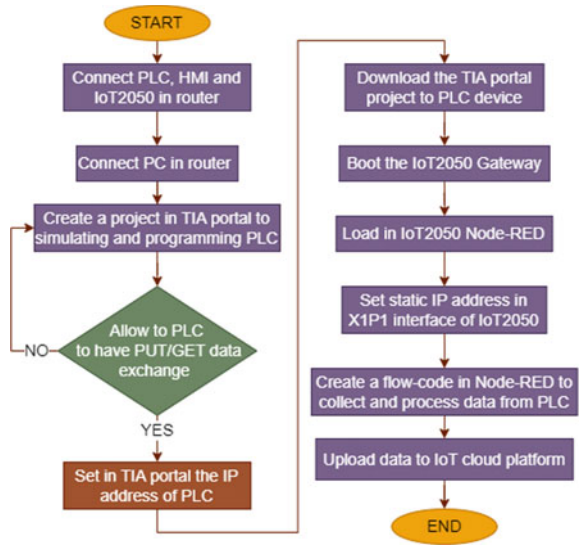 START
Connect PLC, HMI and
IoT2050 in router
Connect PC in router
Create a project in TIA portal to
simulating and programming PLC
Allow to PLC
to have PUT/GET data
exchange
NO
YES
Set in TIA portal the IP
address of PLC
Download the TIA portal
project to PLC device
Boot the IoT2050 Gateway
Load in IoT2050 Node-RED
Set static IP address in
X1P1 interface of IoT2050
Create a flow-code in Node-RED to
collect and process data from PLC
Upload data to IoT cloud platform
END